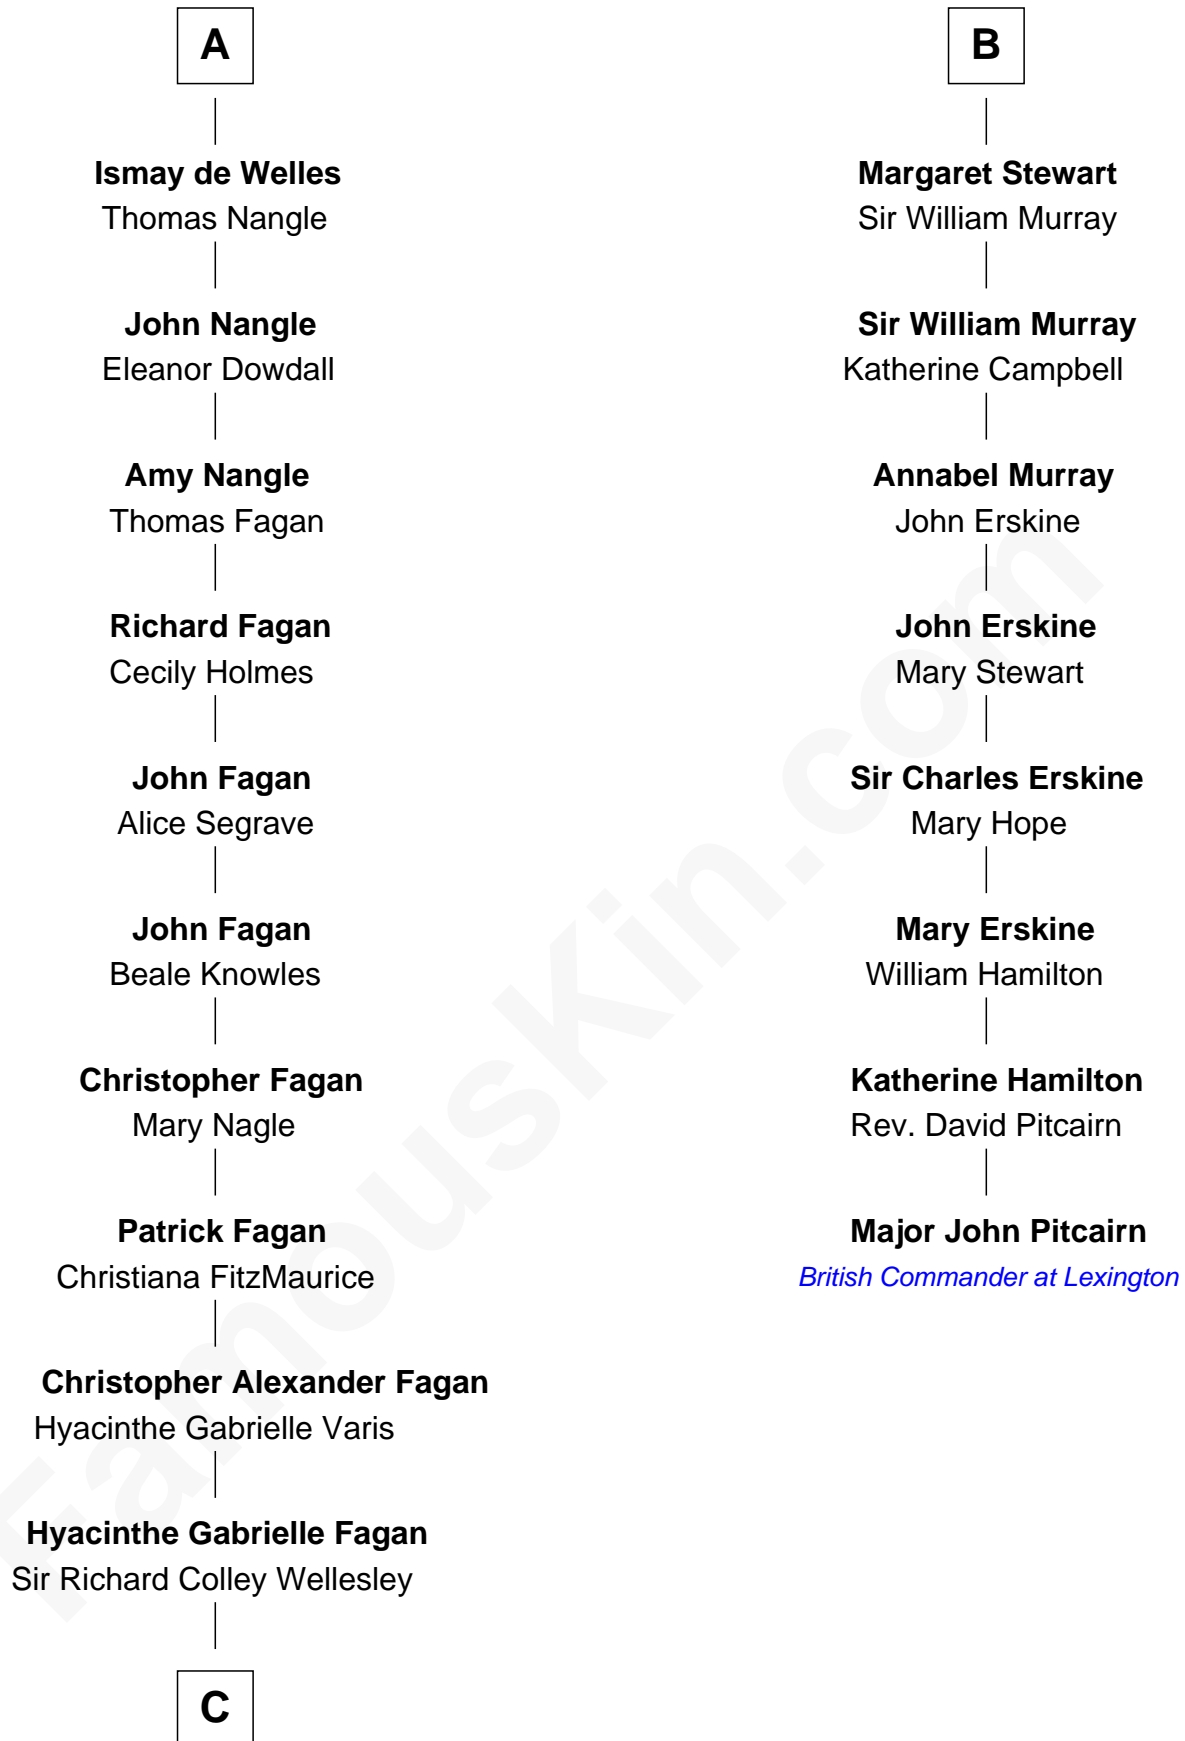 A
Ismay de Welles
Thomas Nangle
John Nangle
Eleanor Dowdall
Amy Nangle
Thomas Fagan
Richard Fagan
Cecily Holmes
John Fagan
Alice Segrave
John Fagan
Beale Knowles
Christopher Fagan
Mary Nagle
Patrick Fagan
Christiana FitzMaurice
Christopher Alexander Fagan
Hyacinthe Gabrielle Varis
Hyacinthe Gabrielle Fagan
Sir Richard Colley Wellesley
C
B
Margaret Stewart
Sir William Murray
Sir William Murray
Katherine Campbell
Annabel Murray
John Erskine
John Erskine
Mary Stewart
Sir Charles Erskine
Mary Hope
Mary Erskine
William Hamilton
Katherine Hamilton
Rev. David Pitcairn
Major John Pitcairn
British Commander at Lexington
FamousKin.com